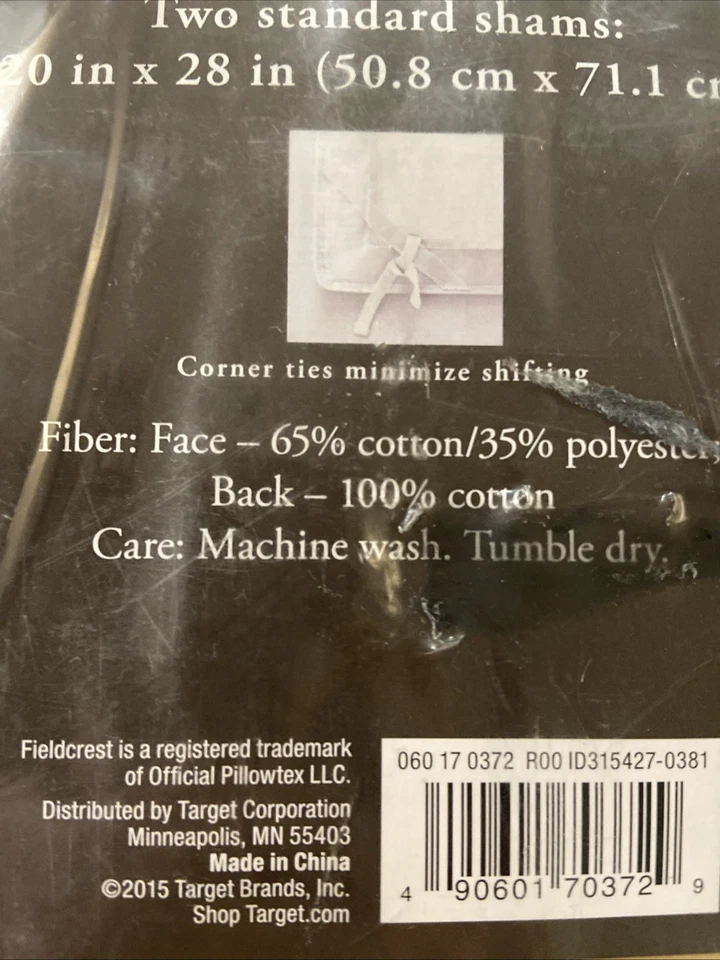 Two standard shams:
20 in x 28 in (50.8 cm x 71.1 cm
Corner ties minimize shifting
Fiber: Face – 65% cotton/35% polyester,
Back – 100% cotton
Care: Machine wash. Tumble dry.
Fieldcrest is a registered trademark
of Official Pillowtex LLC.
Distributed by Target Corporation
Minneapolis, MN 55403
Made in China
©2015 Target Brands, Inc.
Shop Target.com
060 17 0372 R00 ID315427-0381
4 90601 70372 9